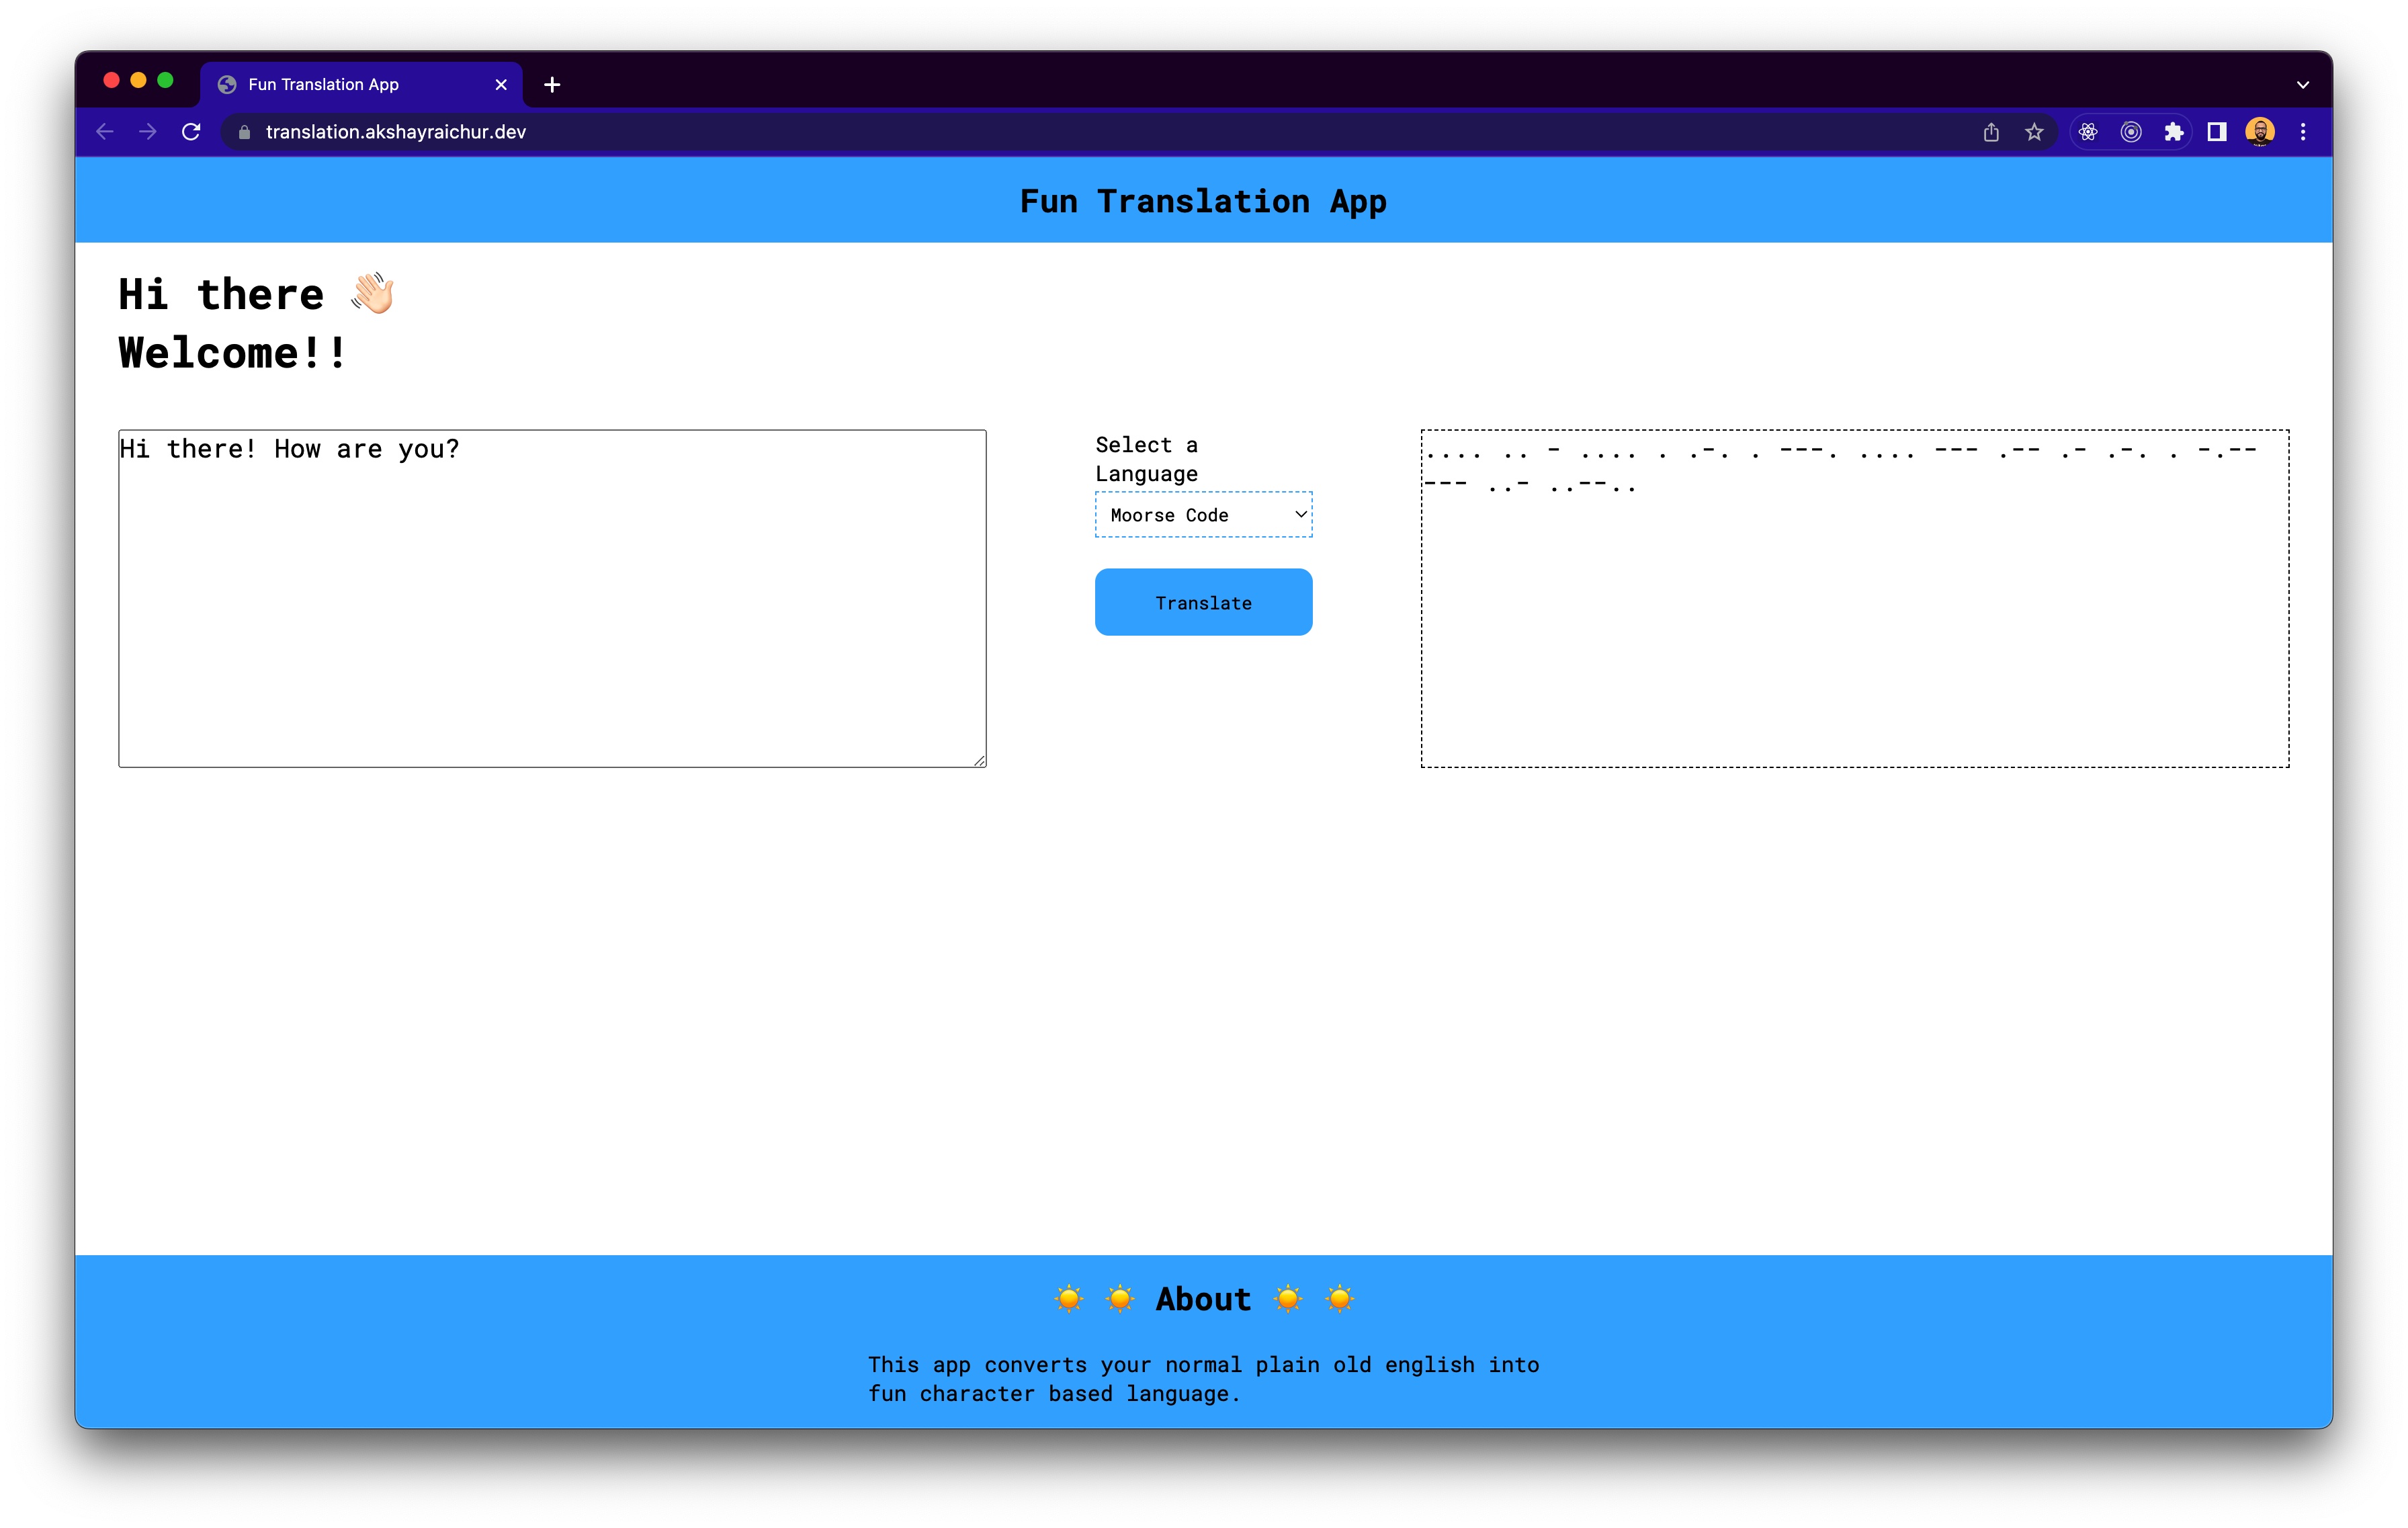 Fun Translation App
translation.akshayraichur.dev
Fun Translation App
Hi there 👋🏻
Welcome!!
Hi there! How are you?
Select a
Language
Moorse Code
Translate
.... .. - .... . .-. . ---. .... --- .-- .- .-. . -.--
--- ..- ..--..
☀️ ☀️ About ☀️ ☀️
This app converts your normal plain old english into
fun character based language.